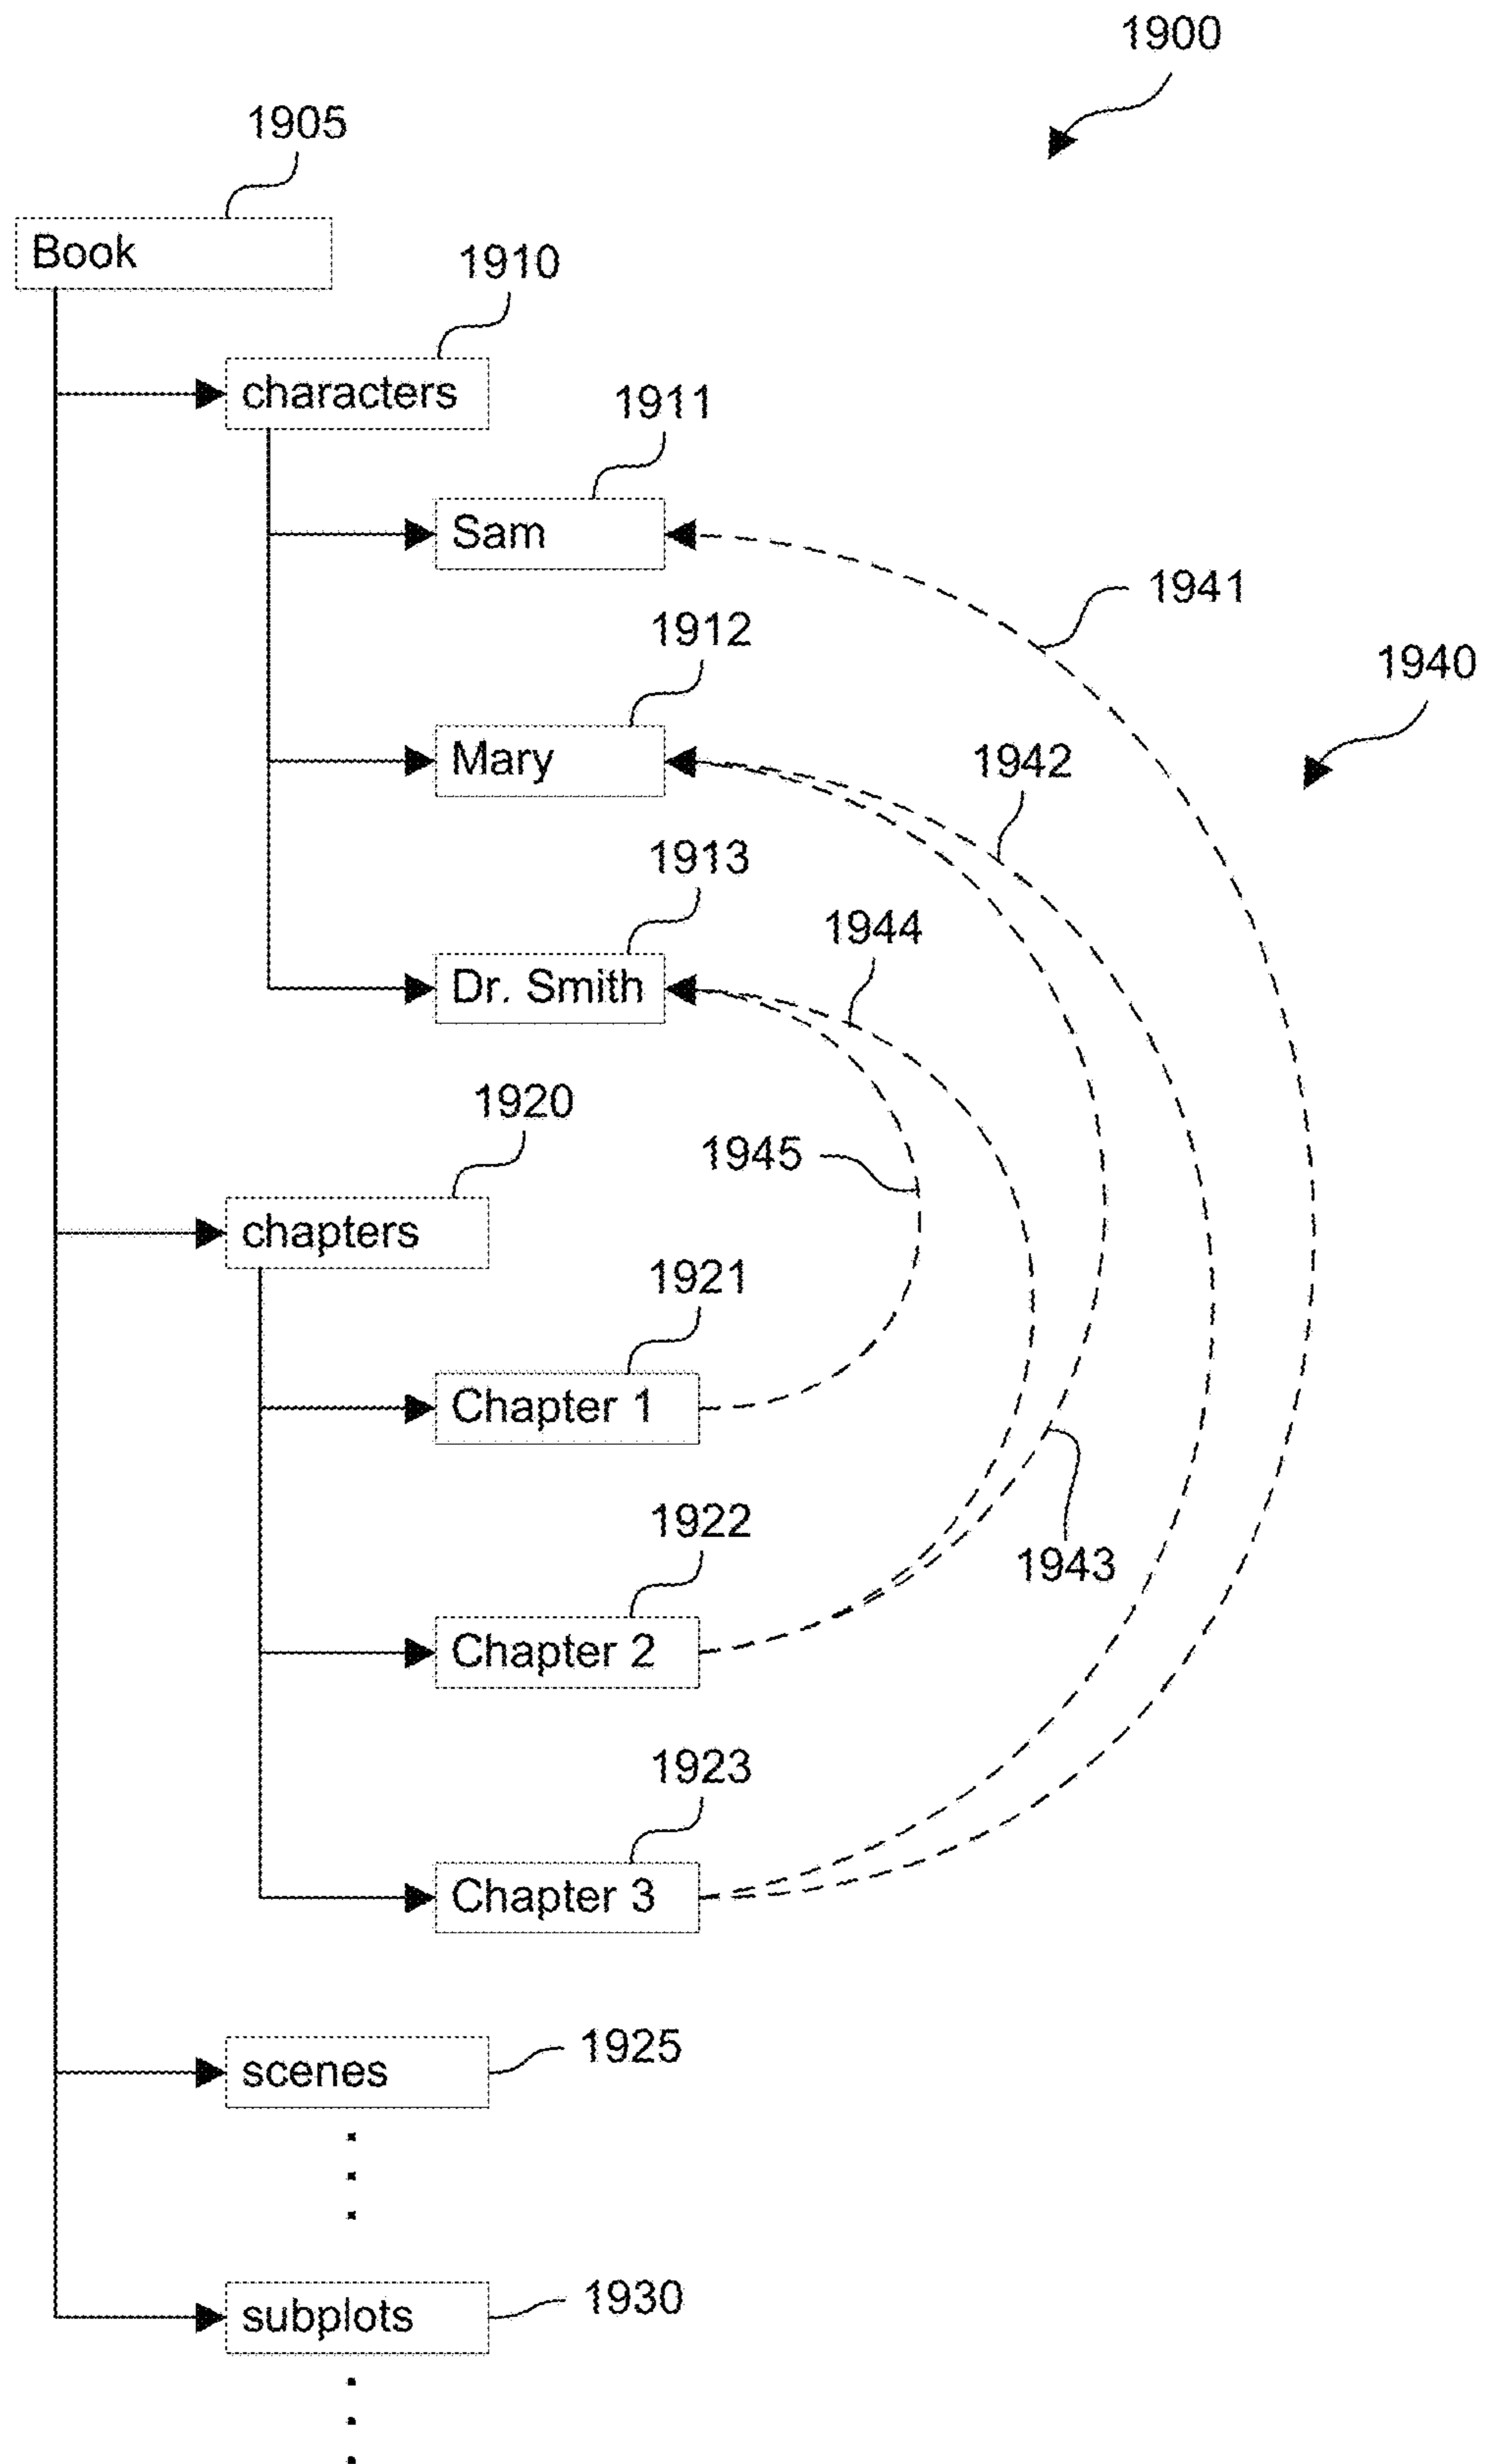 1900
1905
Book
1910
characters
1911
Sam
1941
1912
1940
Mary
1942
1913
1944
Dr. Smith
1920
1945
chapters
1921
Chapter 1
1922
1943
Chapter 2
1923
Chapter 3
1925
scenes
1930
subplots